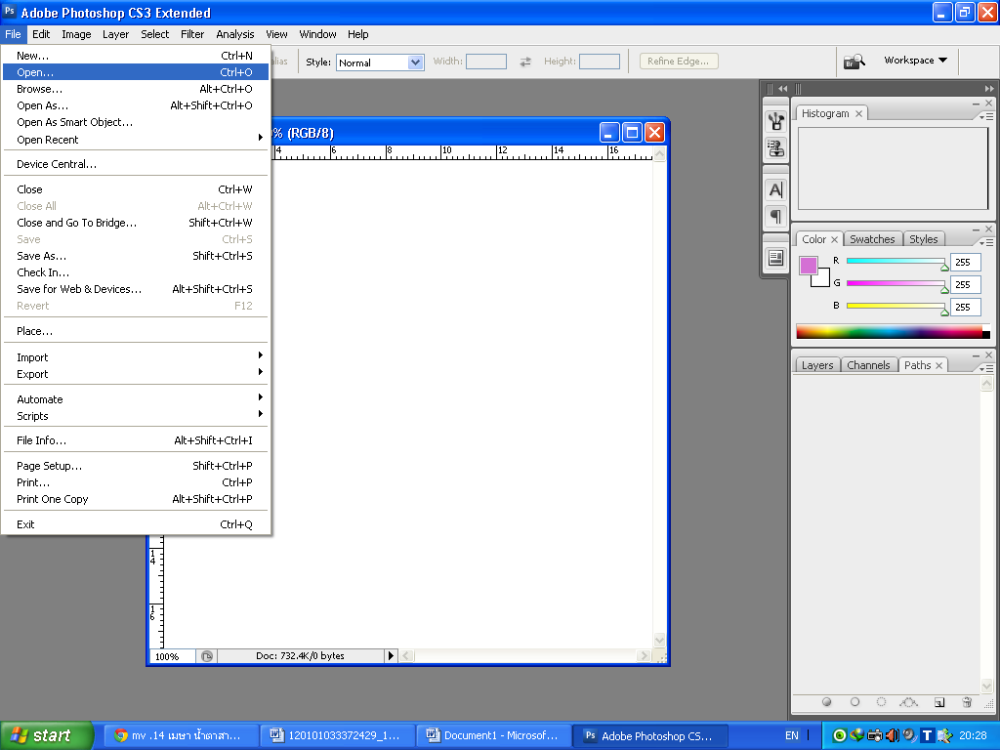 Ps Adobe Photoshop CS3 Extended
File Edit Image Layer Select Filter Analysis View Window Help
Style: Normal Width: Height: Refine Edge... Br Workspace
New... Ctrl+N
Open... Ctrl+O
Browse... Alt+Ctrl+O
Open As... Alt+Shift+Ctrl+O
Open As Smart Object...
Open Recent
Device Central...
Close Ctrl+W
Close All Alt+Ctrl+W
Close and Go To Bridge... Shift+Ctrl+W
Save Ctrl+S
Save As... Shift+Ctrl+S
Check In...
Save for Web & Devices... Alt+Shift+Ctrl+S
Revert F12
Place...
Import
Export
Automate
Scripts
File Info... Alt+Shift+Ctrl+I
Page Setup... Shift+Ctrl+P
Print... Ctrl+P
Print One Copy Alt+Shift+Ctrl+P
Exit Ctrl+Q
% (RGB/8)
4 6 8 10 12 14 16
14
16
100% Doc: 732.4K/0 bytes
A
Histogram
Color Swatches Styles
R 255
G 255
B 255
Layers Channels Paths
start mv .14 เมษา น้ำตาสา... 120101033372429_1... Document1 - Microsof... Ps Adobe Photoshop CS... EN T 20:28